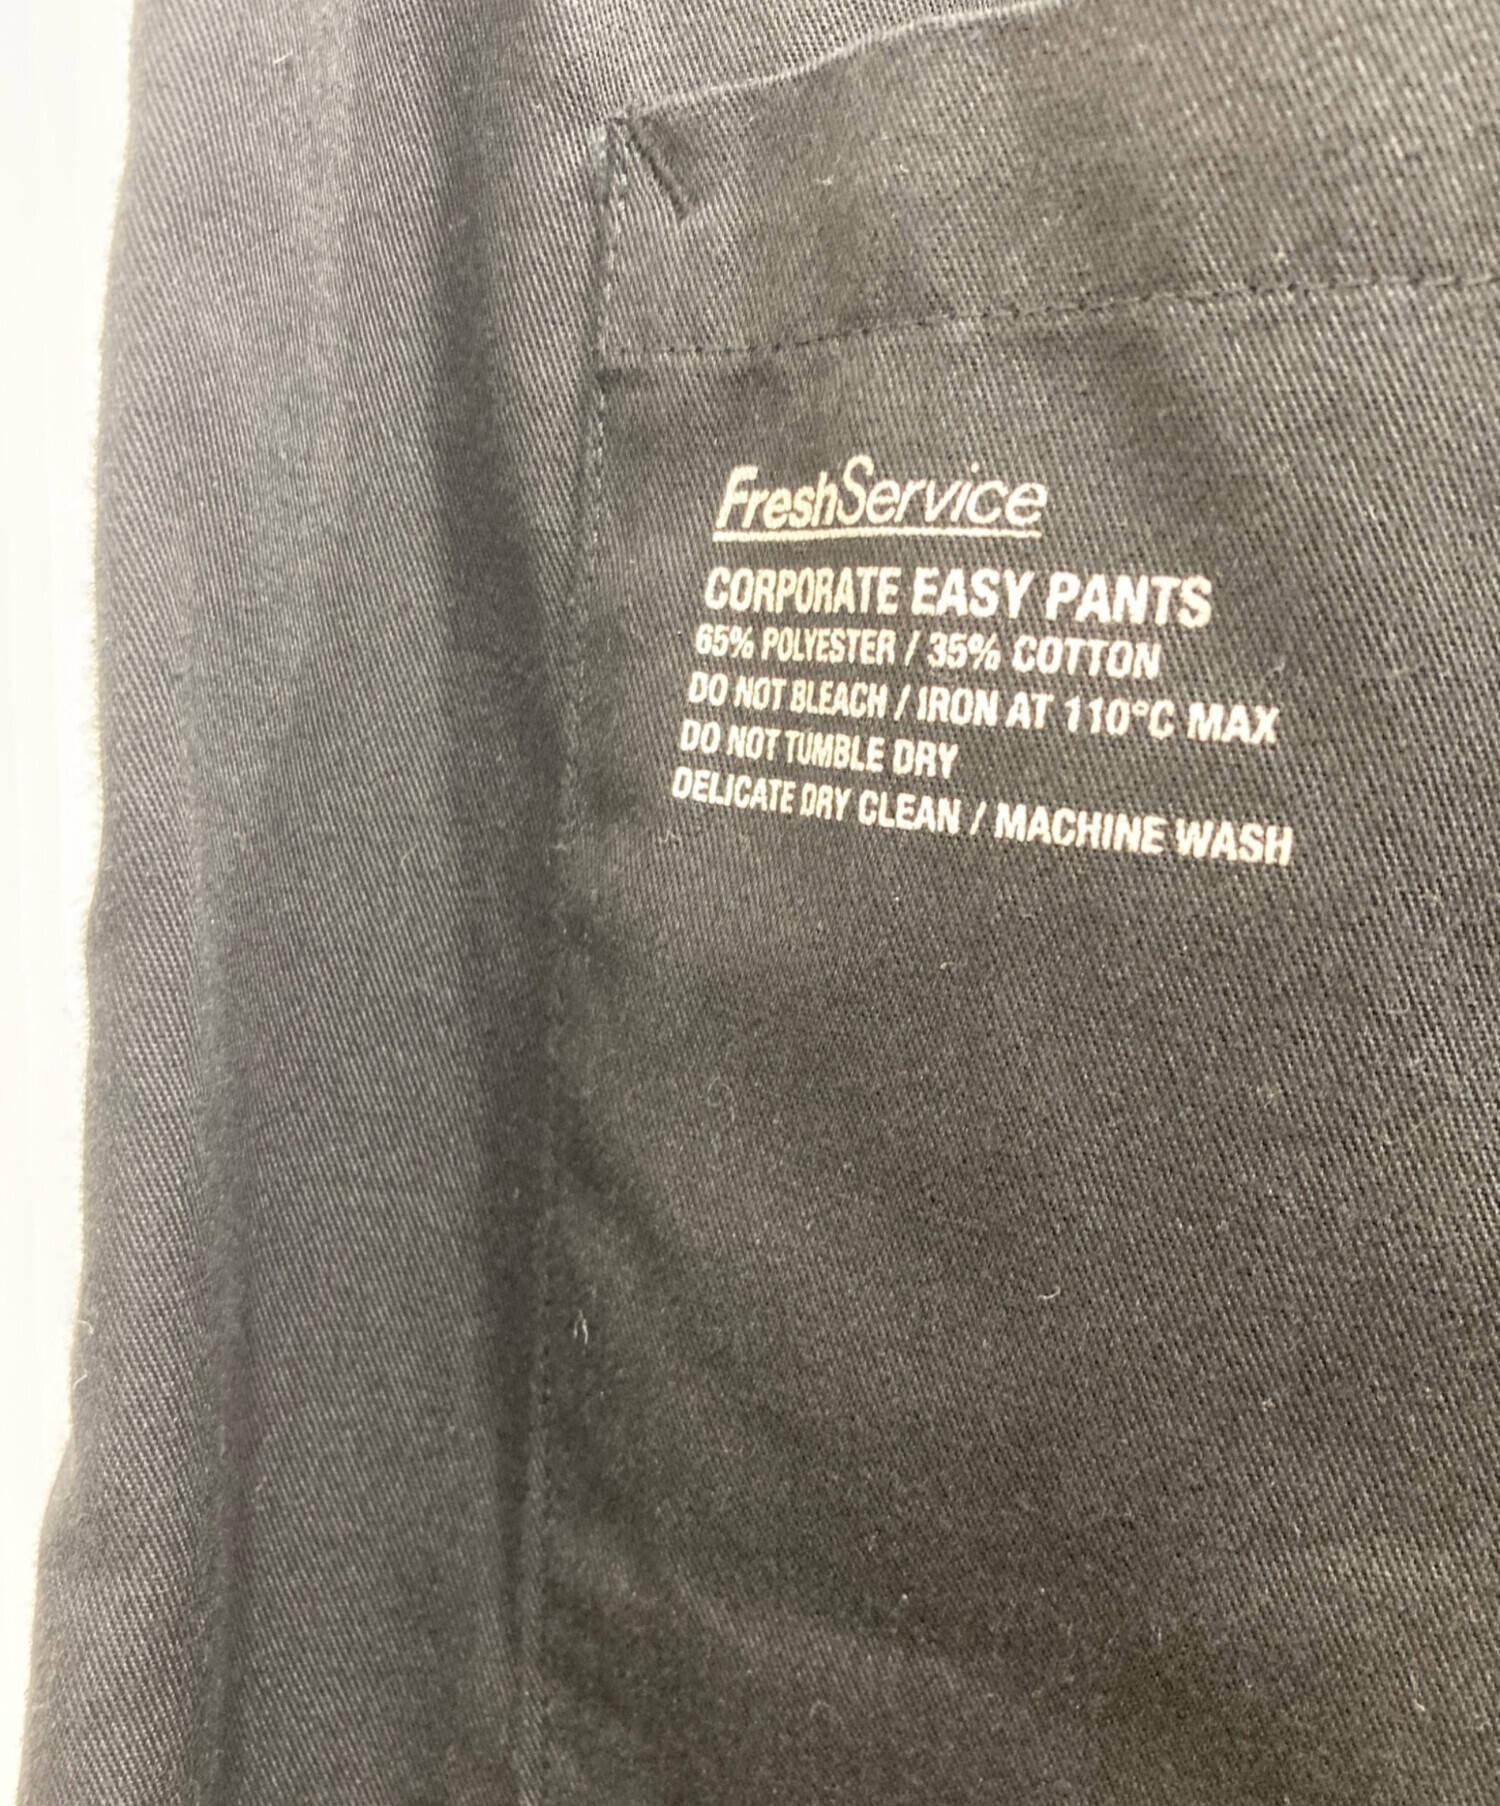 FreshService
CORPORATE EASY PANTS
65% POLYESTER / 35% COTTON
DO NOT BLEACH / IRON AT 110°C MAX
DO NOT TUMBLE DRY
DELICATE DRY CLEAN / MACHINE WASH